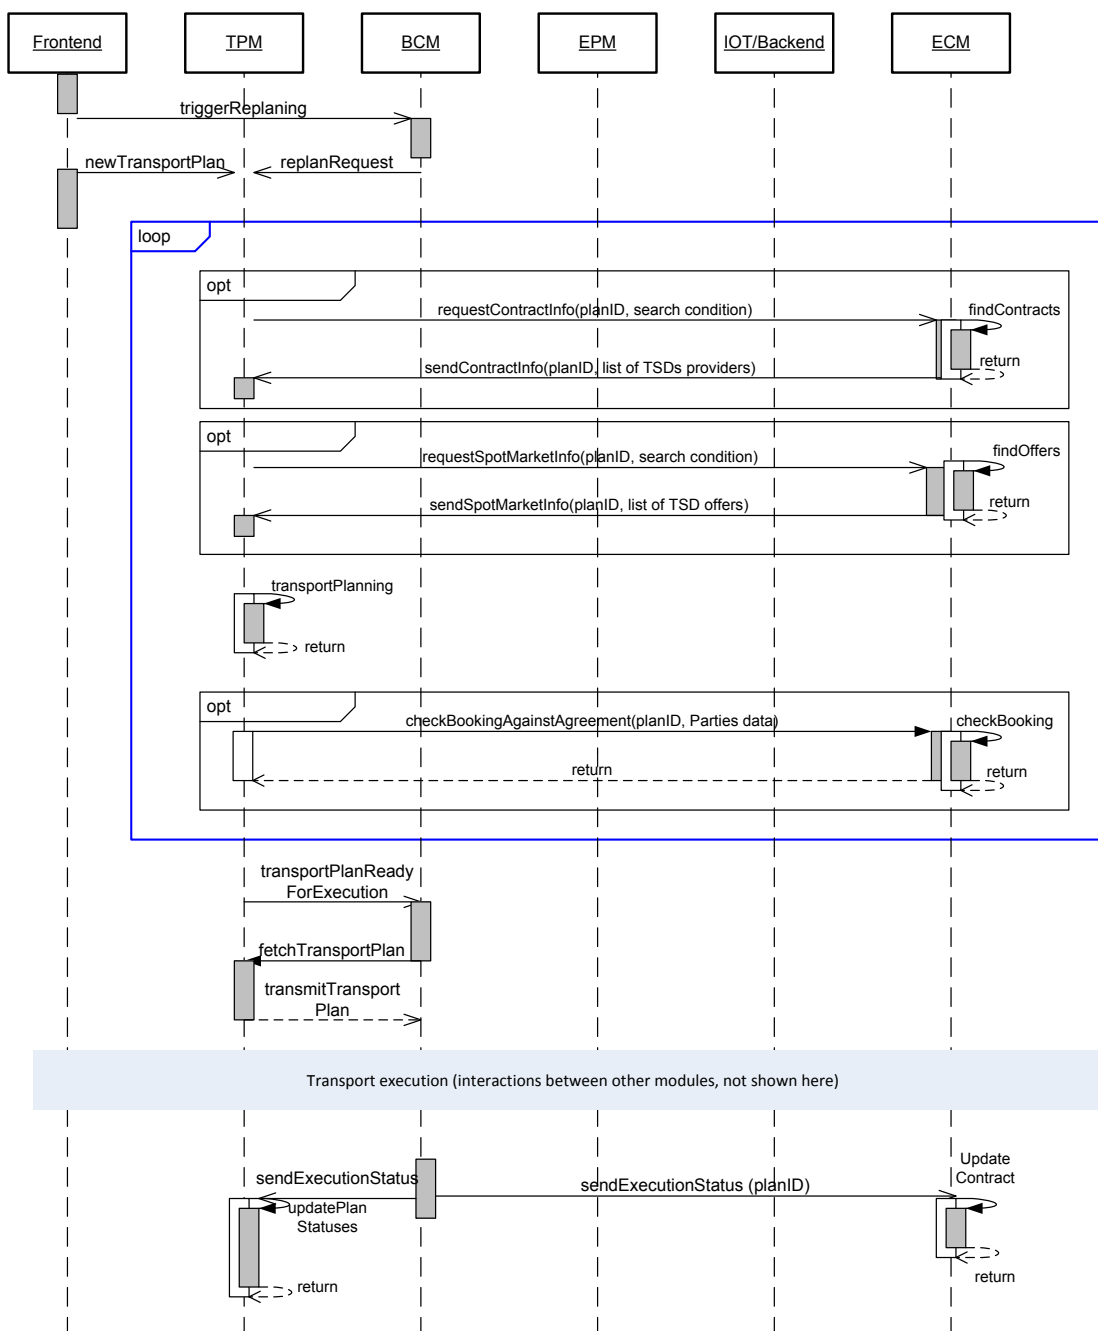 Frontend
TPM
BCM
EPM
IOT/Backend
ECM
triggerReplaning
newTransportPlan
replanRequest
loop
opt
requestContractInfo(planID, search condition)
findContracts
sendContractInfo(planID, list of TSDs providers)
return
opt
requestSpotMarketInfo(planID, search condition)
findOffers
sendSpotMarketInfo(planID, list of TSD offers)
return
transportPlanning
return
opt
checkBookingAgainstAgreement(planID, Parties data)
checkBooking
return
return
transportPlanReady
ForExecution
fetchTransportPlan
transmitTransport
Plan
Transport execution (interactions between other modules, not shown here)
Update
Contract
sendExecutionStatus
sendExecutionStatus (planID)
updatePlan
Statuses
return
return